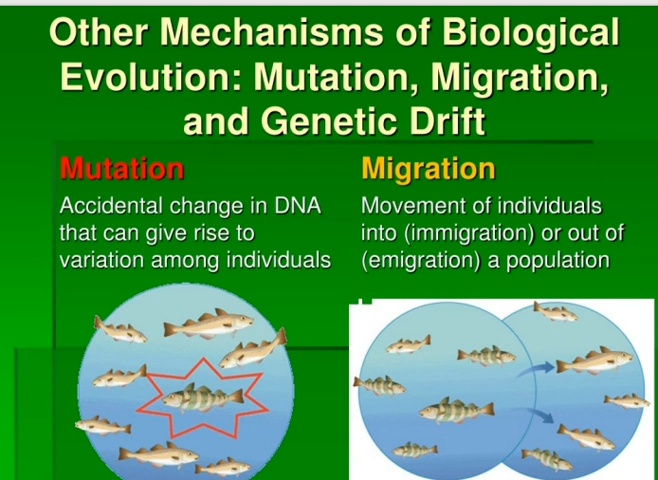 Other Mechanisms of Biological
Evolution: Mutation, Migration,
and Genetic Drift
Mutation
Accidental change in DNA
that can give rise to
variation among individuals
Migration
Movement of individuals
into (immigration) or out of
(emigration) a population